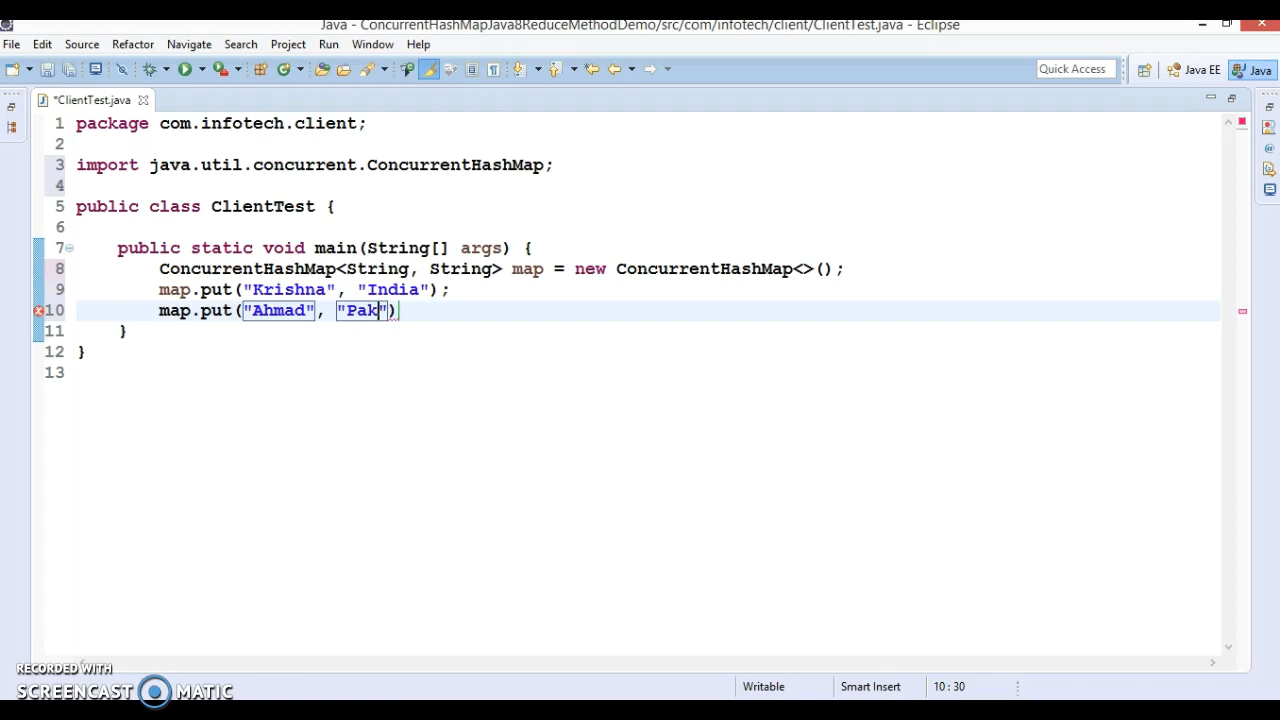 Java - ConcurrentHashMapJava8ReduceMethodDemo/src/com/infotech/client/ClientTest.java - Eclipse
File Edit Source Refactor Navigate Search Project Run Window Help
Quick Access Java EE Java
*ClientTest.java
1 package com.infotech.client;
2
3 import java.util.concurrent.ConcurrentHashMap;
4
5 public class ClientTest {
6
7 public static void main(String[] args) {
8 ConcurrentHashMap<String, String> map = new ConcurrentHashMap<>();
9 map.put("Krishna", "India");
10 map.put("Ahmad", "Pak")
11 }
12 }
13
RECORDED WITH
SCREENCAST MATIC
Writable Smart Insert 10 : 30